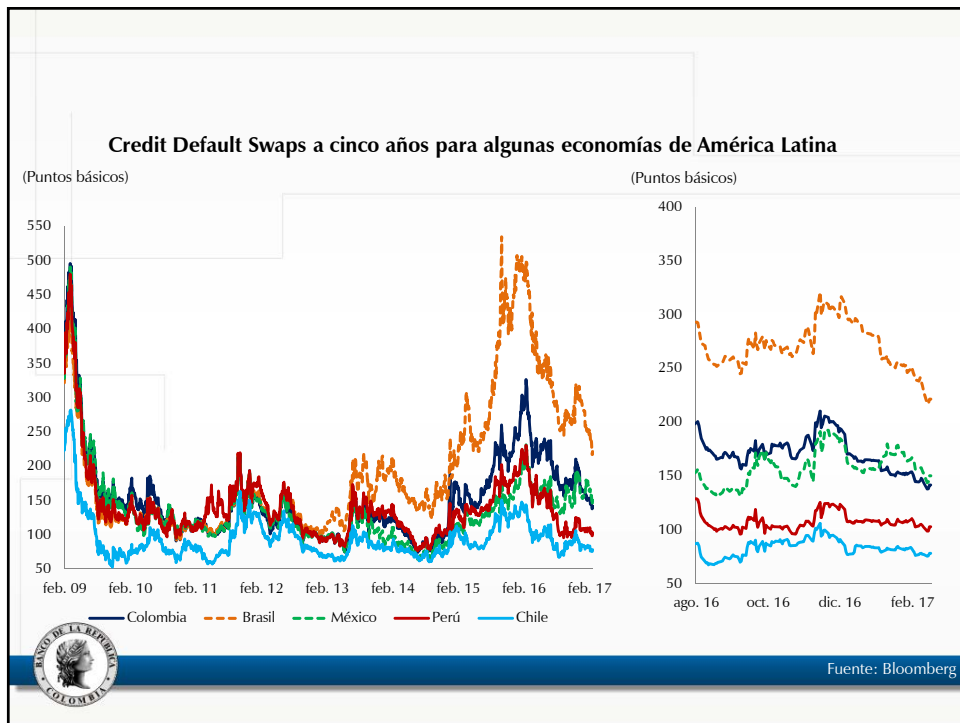 Credit Default Swaps a cinco años para algunas economías de América Latina
(Puntos básicos)
550
500
450
400
350
300
250
200
150
100
50
feb. 09 feb. 10 feb. 11 feb. 12 feb. 13 feb. 14 feb. 15 feb. 16 feb. 17
Colombia Brasil México Perú Chile
(Puntos básicos)
400
350
300
250
200
150
100
50
ago. 16 oct. 16 dic. 16 feb. 17
BANCO DE LA REPUBLICA
COLOMBIA
Fuente: Bloomberg